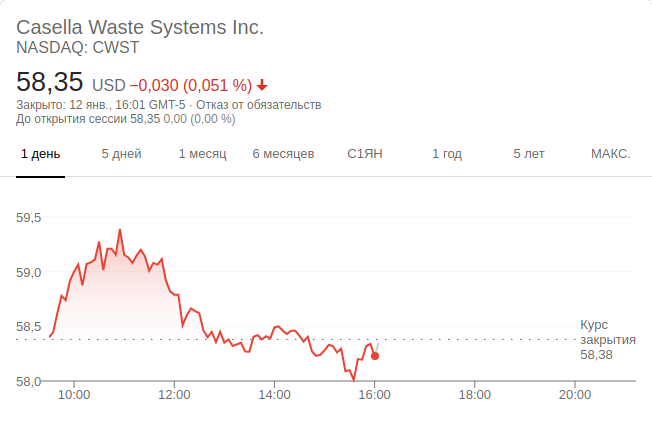 Casella Waste Systems Inc.
NASDAQ: CWST
58,35 USD −0,030 (0,051 %)
Закрыто: 12 янв., 16:01 GMT-5 · Отказ от обязательств
До открытия сессии 58,35 0,00 (0,00 %)
1 день 5 дней 1 месяц 6 месяцев С1ЯН 1 год 5 лет МАКС.
59,5
59,0
58,5
58,0
Курс
закрытия
58,38
10:00 12:00 14:00 16:00 18:00 20:00